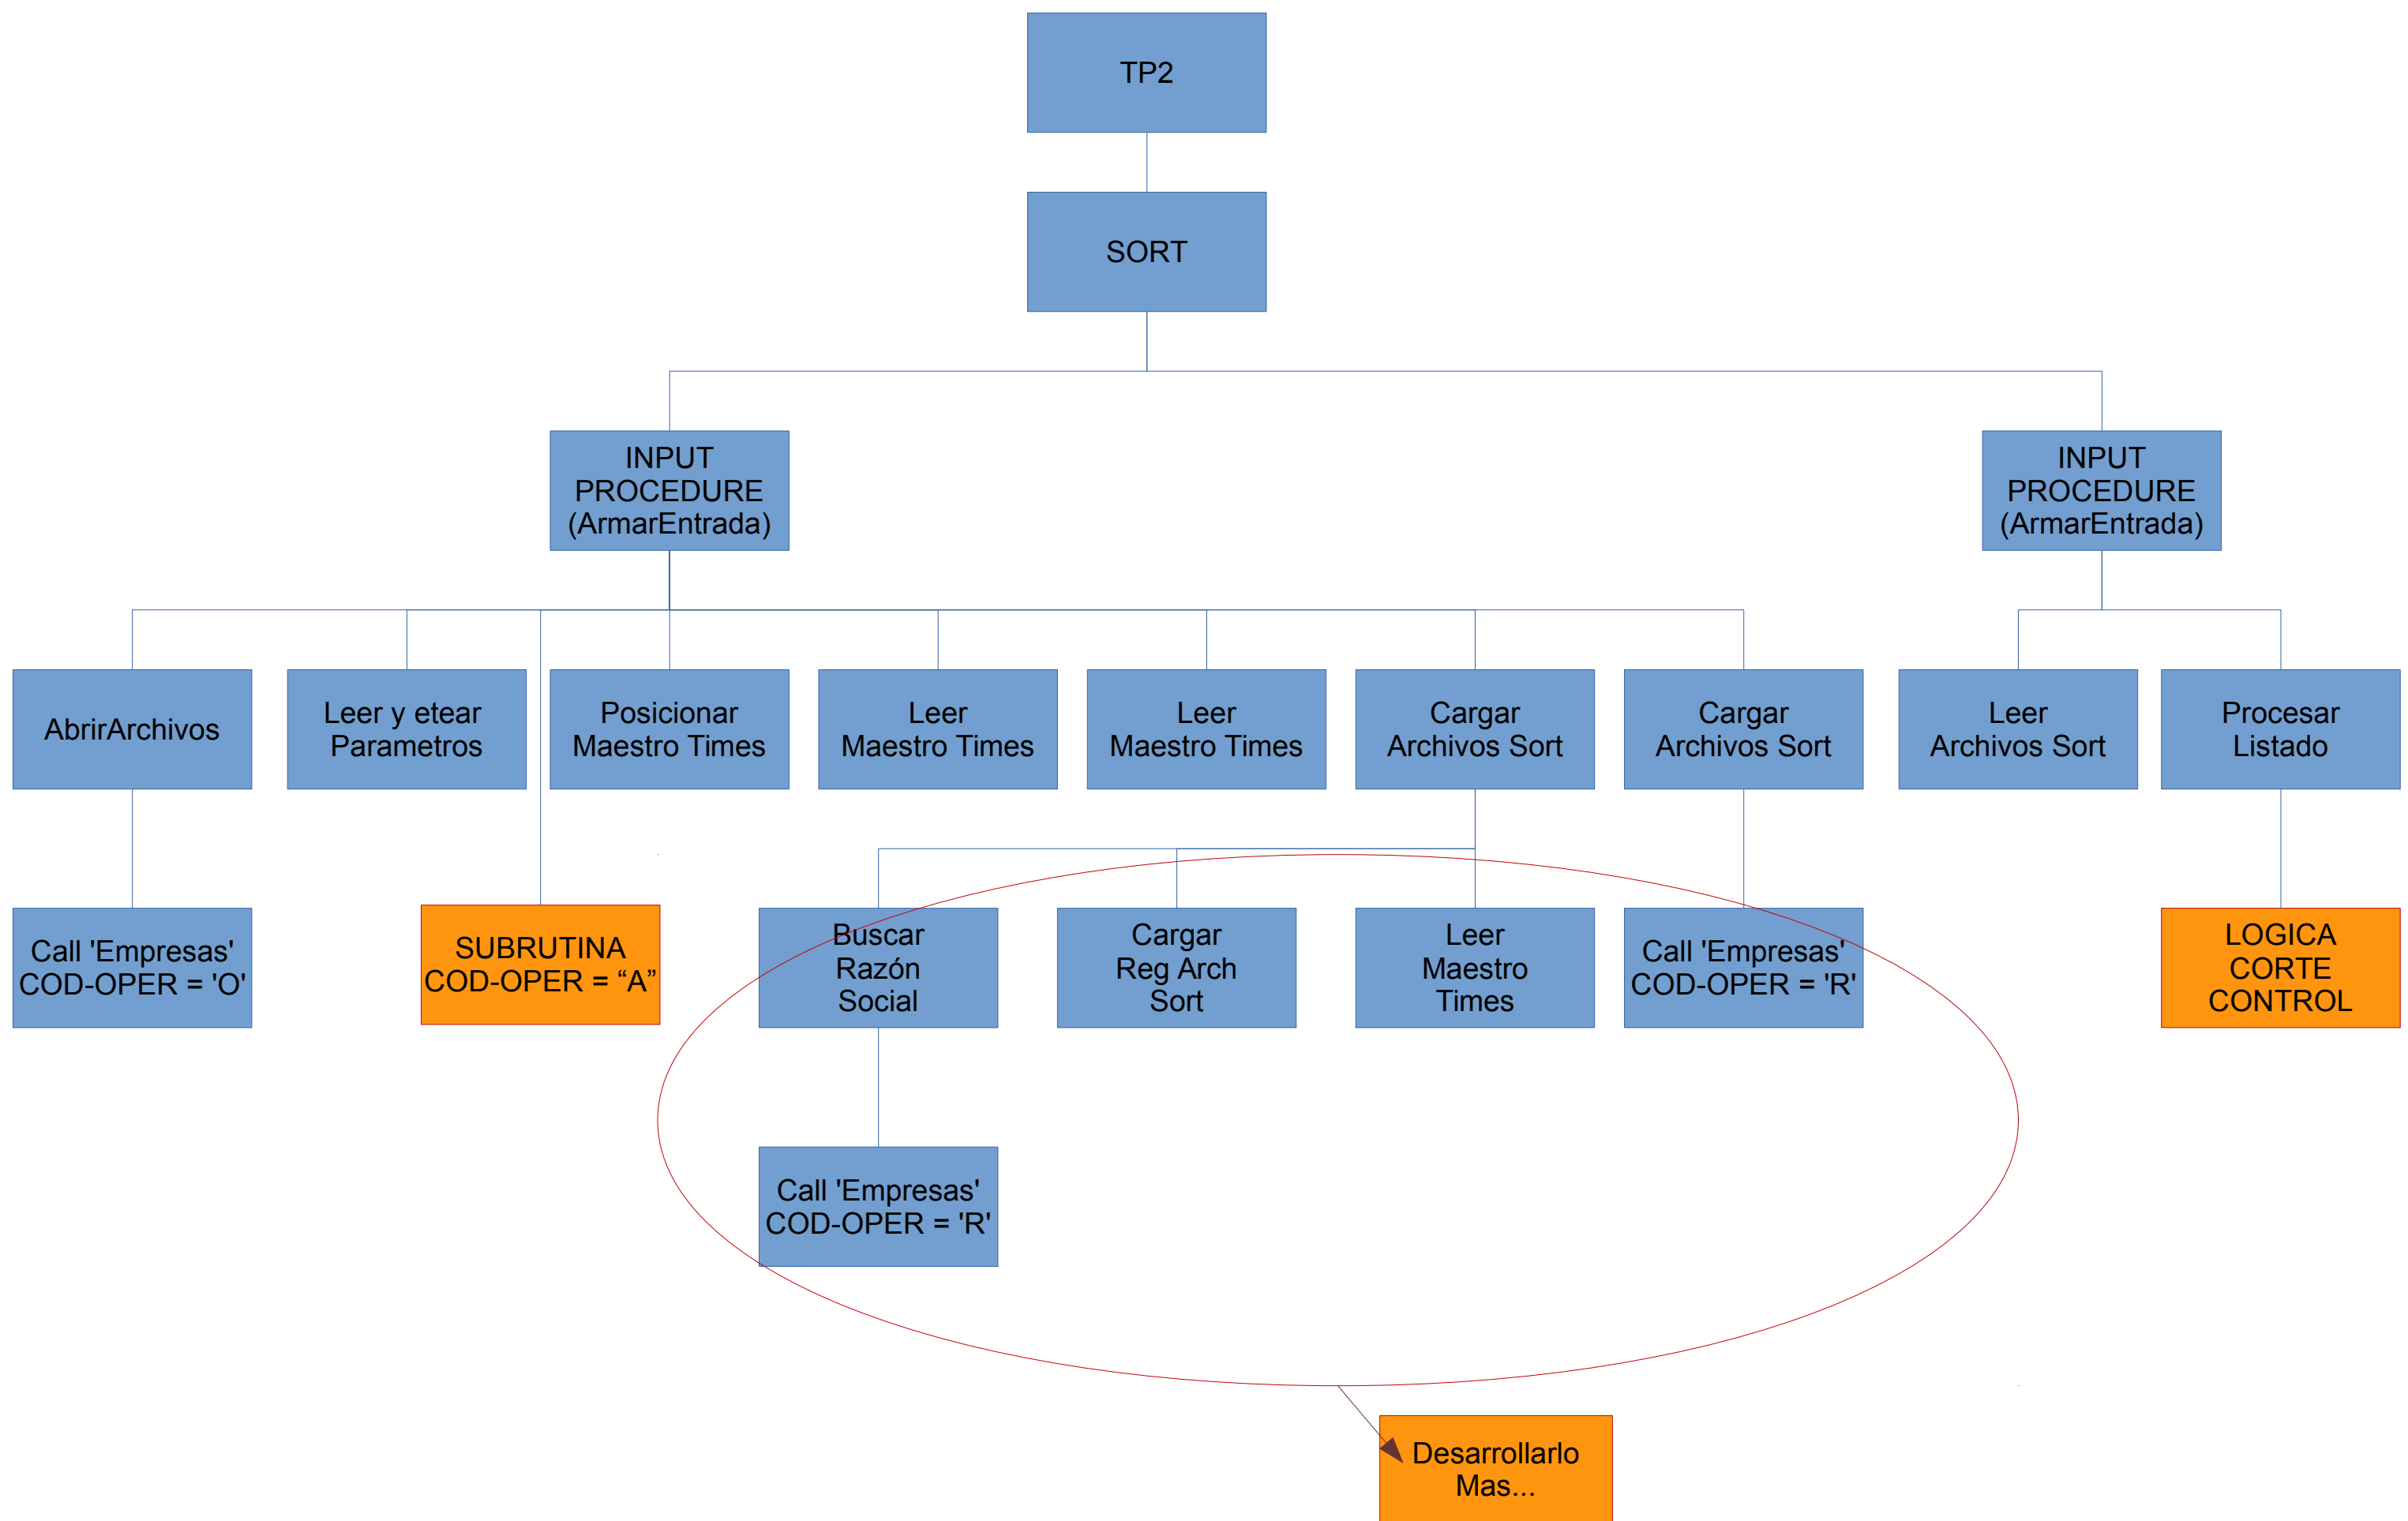 TP2
SORT
INPUT
PROCEDURE
(ArmarEntrada)
INPUT
PROCEDURE
(ArmarEntrada)
AbrirArchivos
Leer y etear
Parametros
Posicionar
Maestro Times
Leer
Maestro Times
Leer
Maestro Times
Cargar
Archivos Sort
Cargar
Archivos Sort
Leer
Archivos Sort
Procesar
Listado
Call 'Empresas'
COD-OPER = 'O'
SUBRUTINA
COD-OPER = “A”
Buscar
Razón
Social
Cargar
Reg Arch
Sort
Leer
Maestro
Times
Call 'Empresas'
COD-OPER = 'R'
LOGICA
CORTE
CONTROL
Call 'Empresas'
COD-OPER = 'R'
Desarrollarlo
Mas...